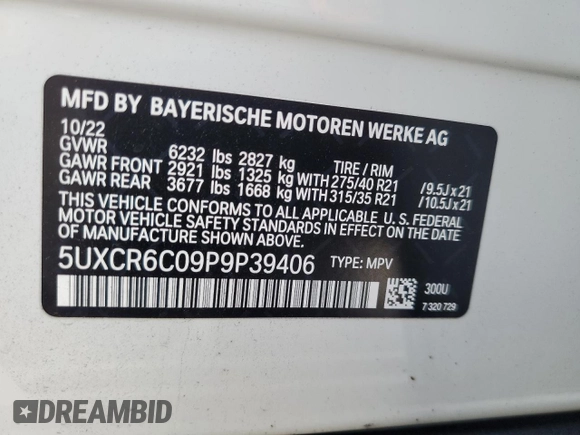 MFD BY BAYERISCHE MOTOREN WERKE AG
10/22
GVWR 6232 lbs 2827 kg TIRE / RIM
GAWR FRONT 2921 lbs 1325 kg WITH 275/40 R21 /9.5J x 21
GAWR REAR 3677 lbs 1668 kg WITH 315/35 R21 /10.5J x 21
THIS VEHICLE CONFORMS TO ALL APPLICABLE U. S. FEDERAL
MOTOR VEHICLE SAFETY STANDARDS IN EFFECT ON THE DATE
OF MANUFACTURE SHOWN ABOVE.
5UXCR6C09P9P39406 TYPE: MPV
300U
7 320 729
DREAMBID